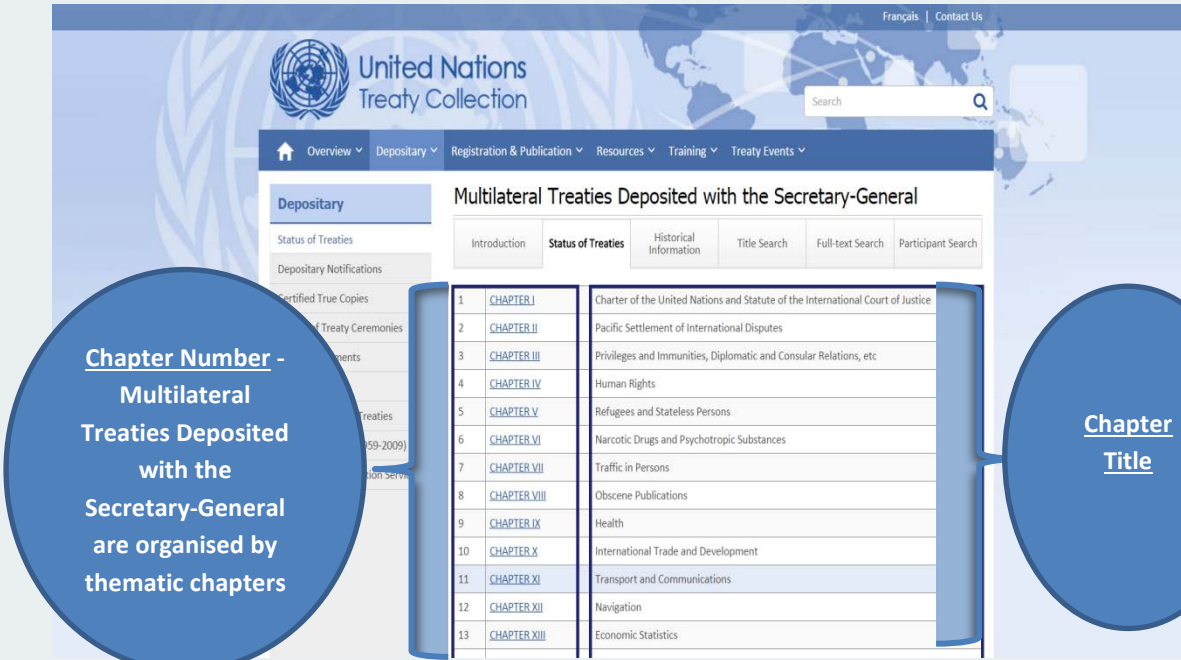 Français | Contact Us
United Nations
Treaty Collection
Search
Overview Depositary Registration & Publication Resources Training Treaty Events
Depositary
Status of Treaties
Depositary Notifications
Certified True Copies
of Treaty Ceremonies
Treaties
Multilateral Treaties Deposited with the Secretary-General
Introduction Status of Treaties Historical Information Title Search Full-text Search Participant Search
1 CHAPTER I Charter of the United Nations and Statute of the International Court of Justice
2 CHAPTER II Pacific Settlement of International Disputes
3 CHAPTER III Privileges and Immunities, Diplomatic and Consular Relations, etc
4 CHAPTER IV Human Rights
5 CHAPTER V Refugees and Stateless Persons
6 CHAPTER VI Narcotic Drugs and Psychotropic Substances
7 CHAPTER VII Traffic in Persons
8 CHAPTER VIII Obscene Publications
9 CHAPTER IX Health
10 CHAPTER X International Trade and Development
11 CHAPTER XI Transport and Communications
12 CHAPTER XII Navigation
13 CHAPTER XIII Economic Statistics
Chapter Number -
Multilateral
Treaties Deposited
with the
Secretary-General
are organised by
thematic chapters
Chapter
Title